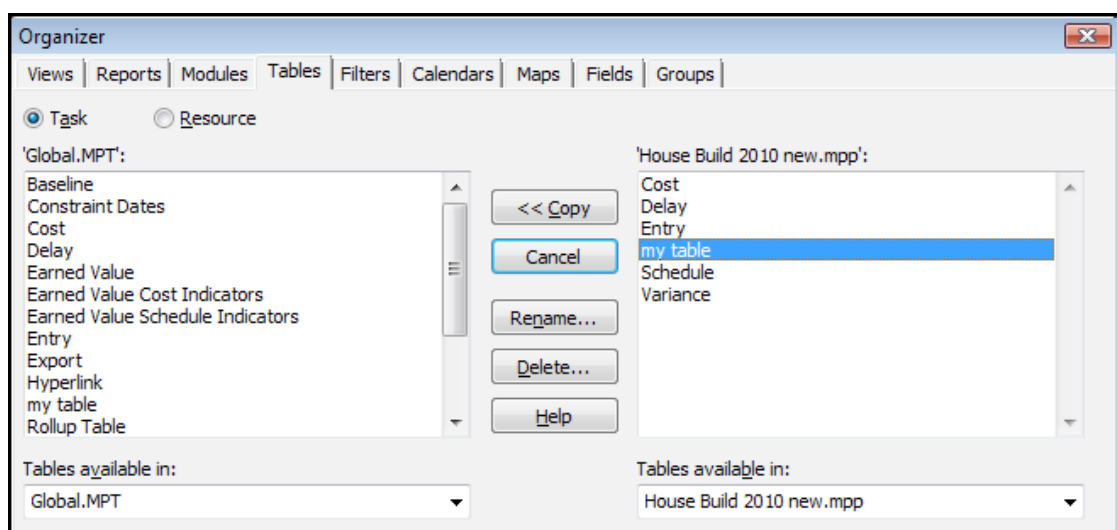 Organizer
Views Reports Modules Tables Filters Calendars Maps Fields Groups
Task Resource
'Global.MPT':
Baseline
Constraint Dates
Cost
Delay
Earned Value
Earned Value Cost Indicators
Earned Value Schedule Indicators
Entry
Export
Hyperlink
my table
Rollup Table
<< Copy
Cancel
Rename...
Delete...
Help
'House Build 2010 new.mpp':
Cost
Delay
Entry
my table
Schedule
Variance
Tables available in:
Global.MPT
Tables available in:
House Build 2010 new.mpp